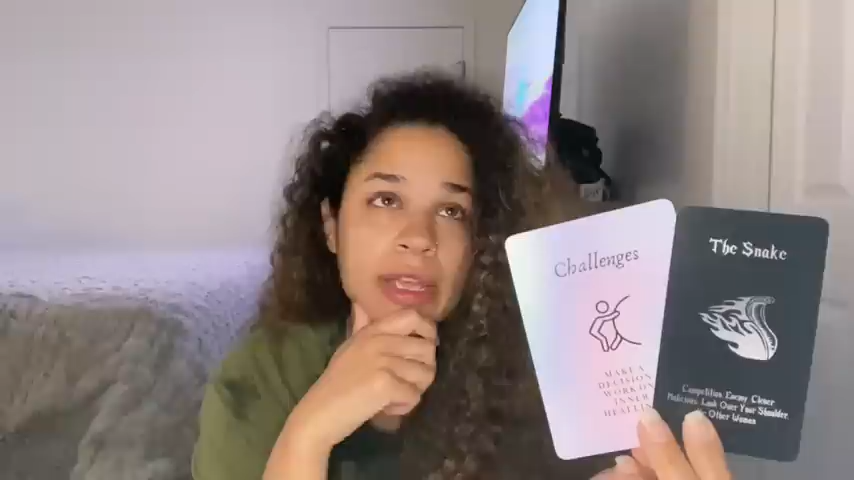 Challenges
MAKE A
DECISION
WORK ON
INNER
HEALING
The Snake
Competition Enemy Closer
Malicious Look Over Your Shoulder
Other Women